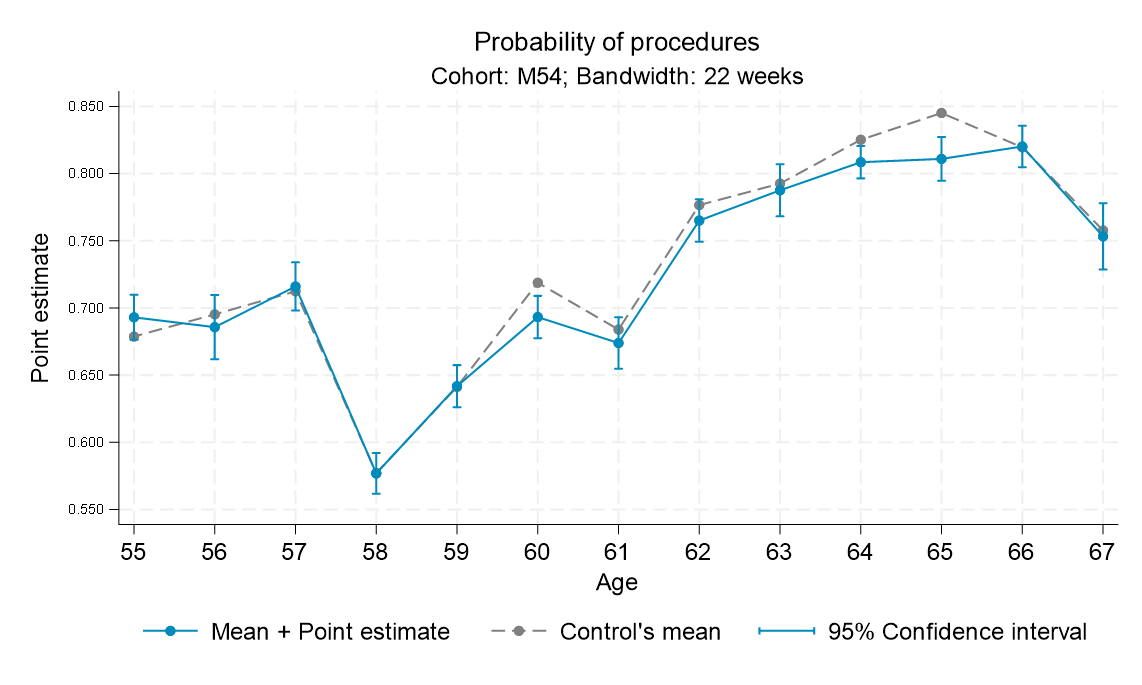 Probability of procedures
Cohort: M54; Bandwidth: 22 weeks
Point estimate
0.850
0.800
0.750
0.700
0.650
0.600
0.550
55 56 57 58 59 60 61 62 63 64 65 66 67
Age
Mean + Point estimate Control's mean 95% Confidence interval